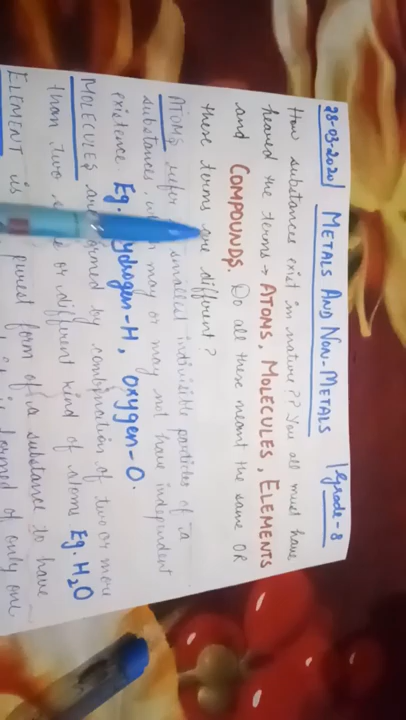 28-03-2020 METALS AND NON-METALS Grade-8
How substances exist in nature?? You all must have
heared the terms → ATOMS, MOLECULES, ELEMENTS
and COMPOUNDS. Do all these meant the same OR
these terms are different?
ATOMS refer smallest indivisible particles of a
substances, may or may not have independent
existence Eg. ydrogen-H, Oxygen-O.
MOLECULES are formed by combination of two or more
than two or different kind of atoms Eg. H2O
ELEMENT is purest form of a substance to have
formed of only one